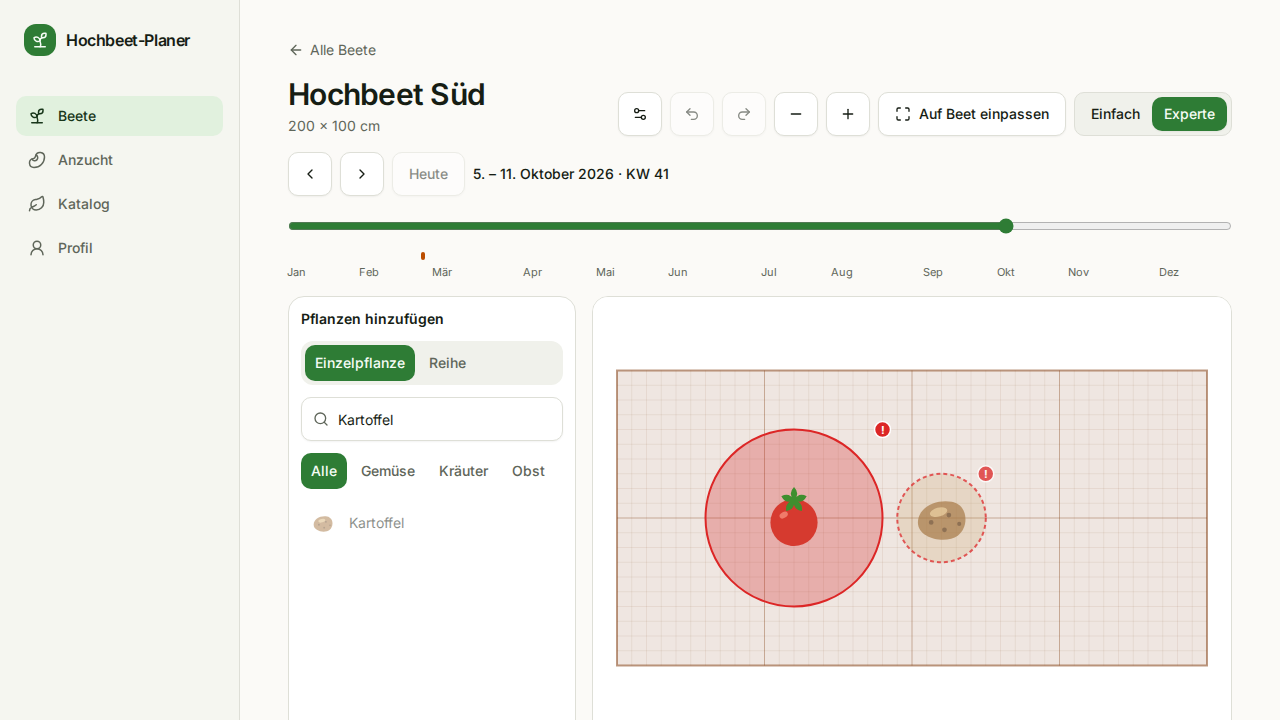 Hochbeet-Planer
Beete
Anzucht
Katalog
Profil
Alle Beete
Hochbeet Süd
200 × 100 cm
Auf Beet einpassen
Einfach
Experte
Heute
5. – 11. Oktober 2026 · KW 41
Jan Feb Mär Apr Mai Jun Jul Aug Sep Okt Nov Dez
Pflanzen hinzufügen
Einzelpflanze Reihe
Kartoffel
Alle Gemüse Kräuter Obst
Kartoffel
!
!